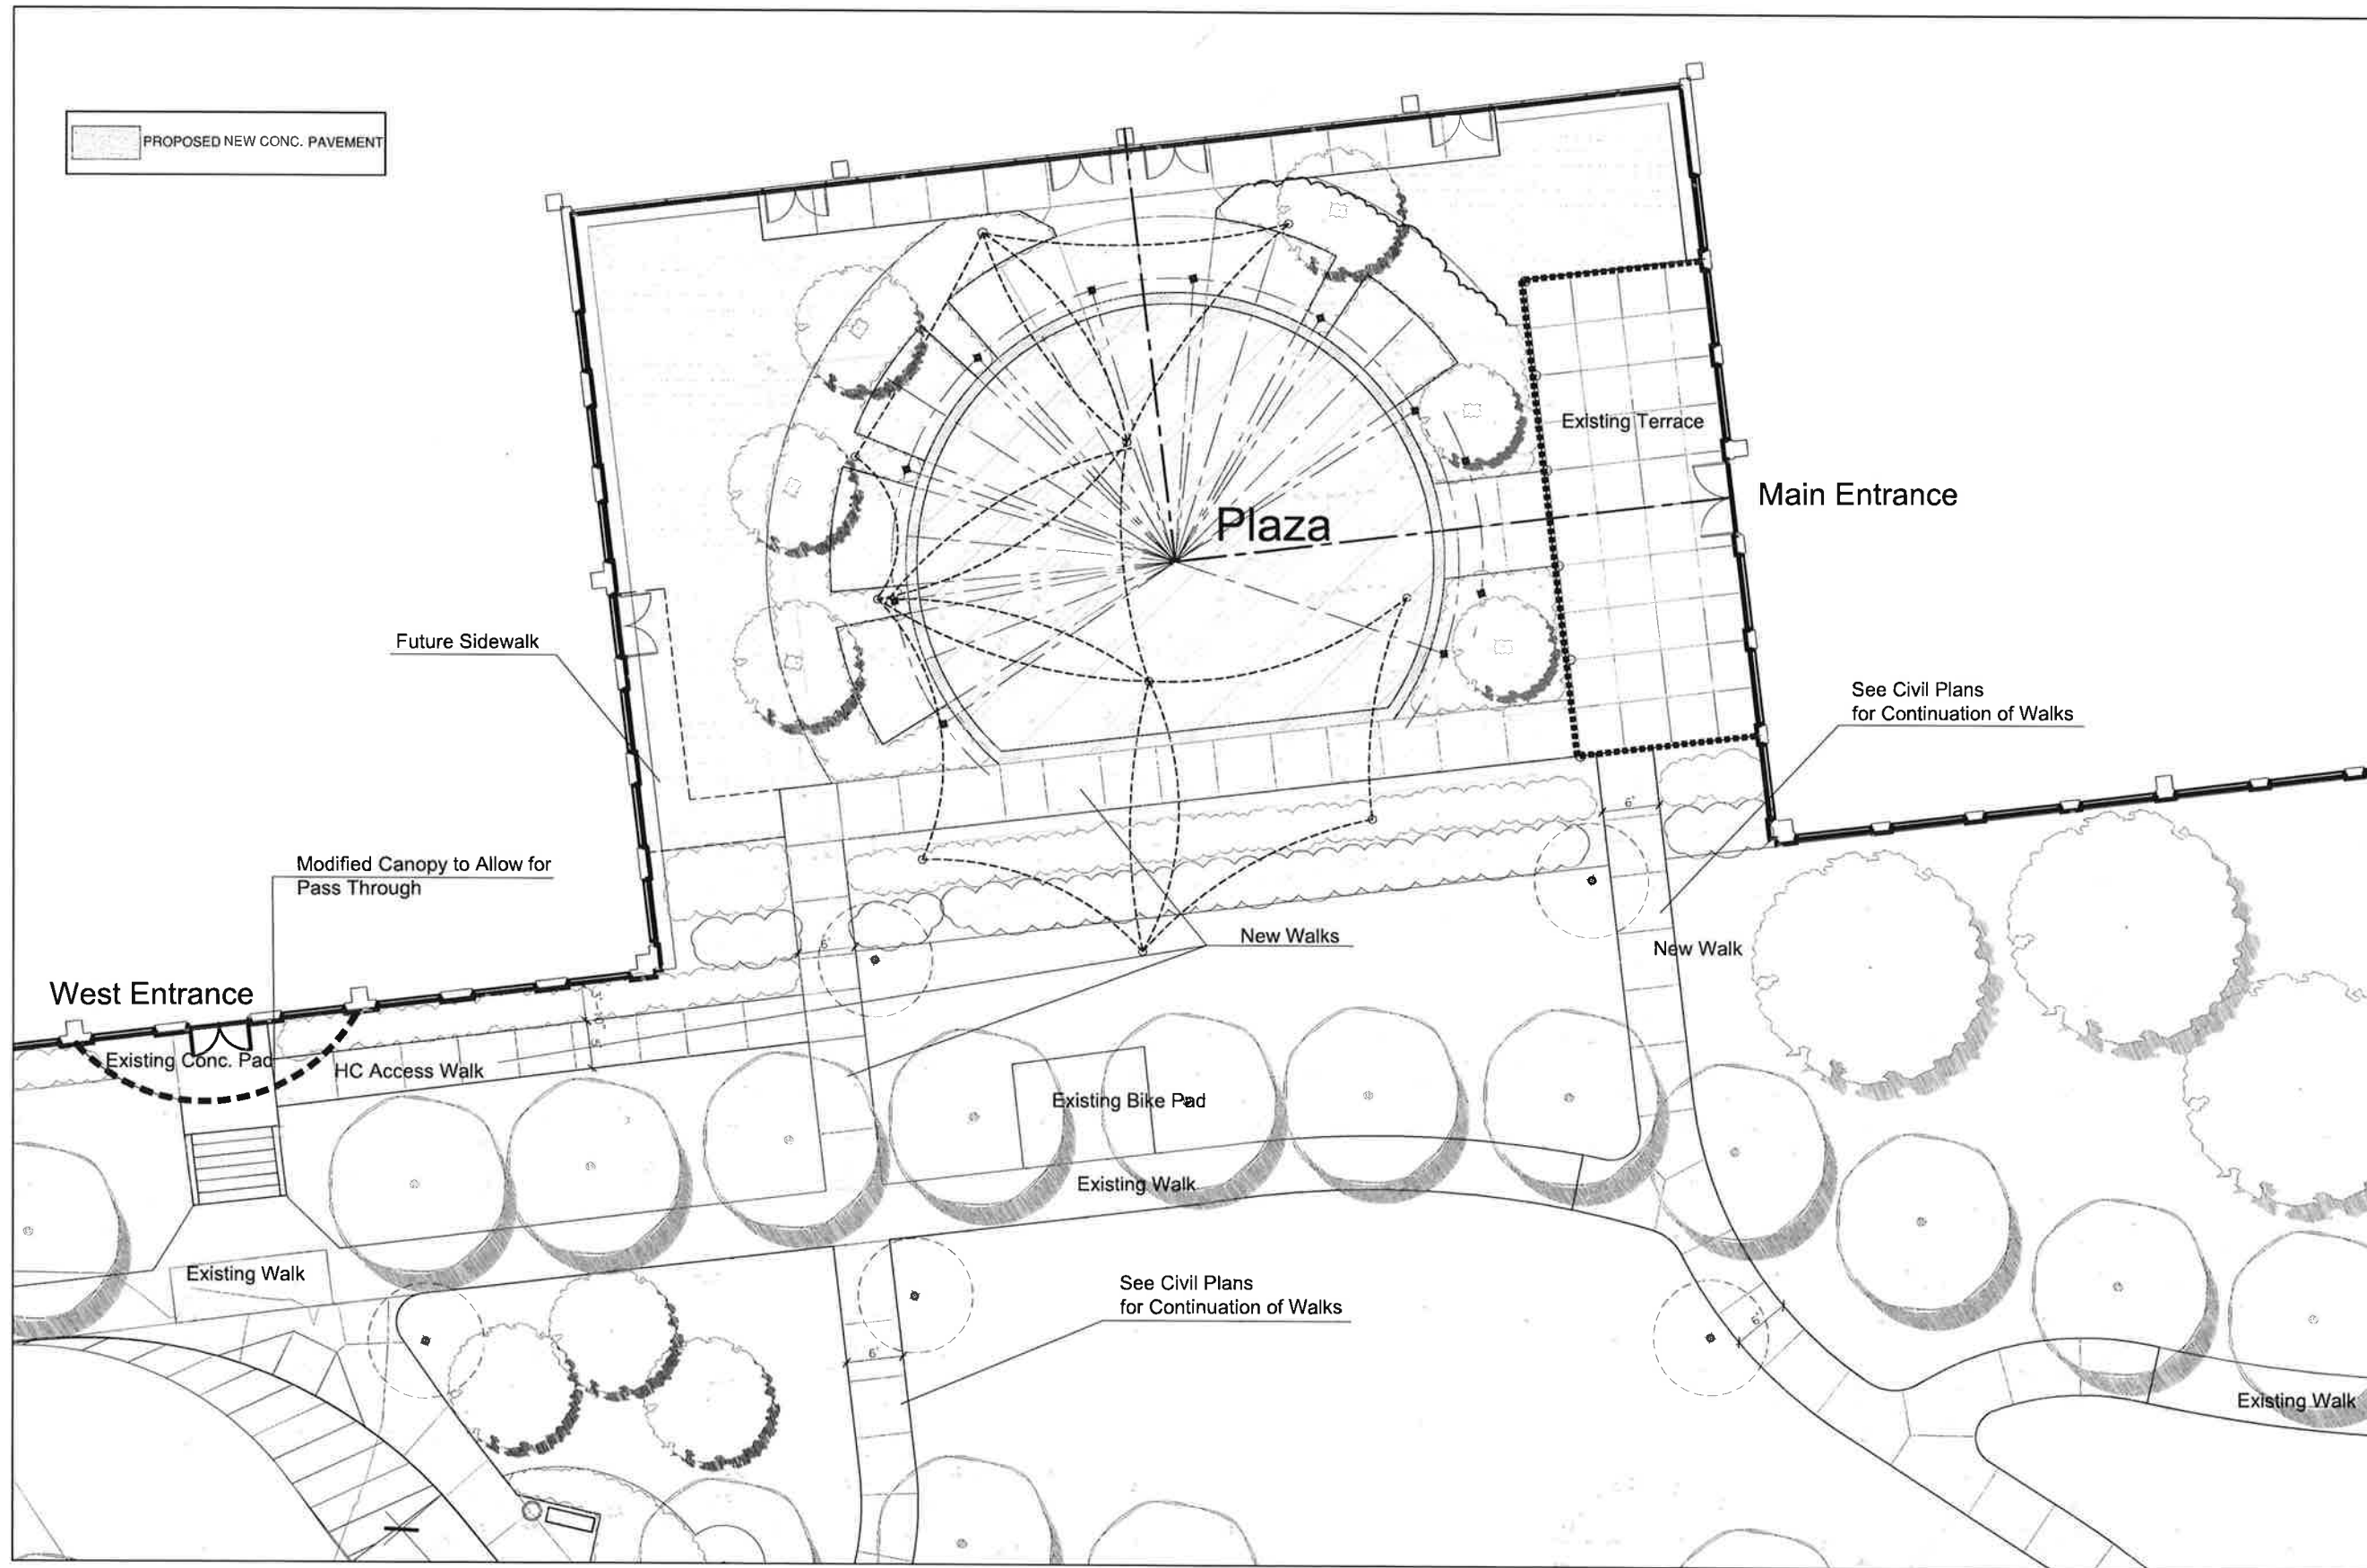 PROPOSED NEW CONC. PAVEMENT
Existing Terrace
Plaza
Main Entrance
Future Sidewalk
See Civil Plans
for Continuation of Walks
6'
Modified Canopy to Allow for
Pass Through
New Walks
6'
New Walk
West Entrance
Existing Conc. Pad
HC Access Walk
Existing Bike Pad
Existing Walk
Existing Walk
See Civil Plans
for Continuation of Walks
6'
6'
Existing Walk